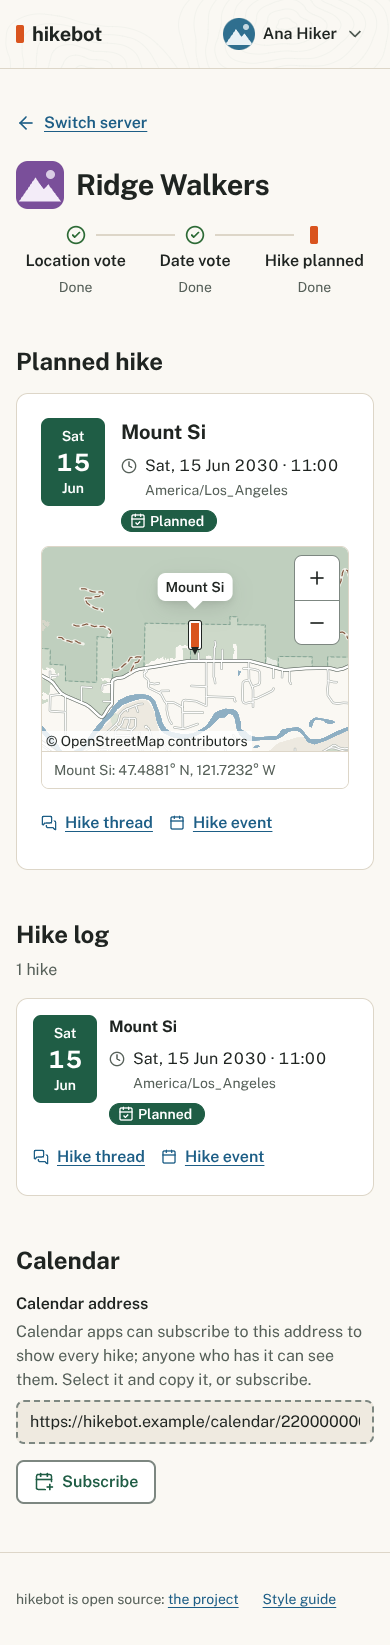 hikebot
Ana Hiker
Switch server
Ridge Walkers
Location vote
Date vote
Hike planned
Done
Done
Done
Planned hike
Sat
15
Jun
Mount Si
Sat, 15 Jun 2030 · 11:00
America/Los_Angeles
Planned
Mount Si
+
−
© OpenStreetMap contributors
Mount Si: 47.4881° N, 121.7232° W
Hike thread
Hike event
Hike log
1 hike
Sat
15
Jun
Mount Si
Sat, 15 Jun 2030 · 11:00
America/Los_Angeles
Planned
Hike thread
Hike event
Calendar
Calendar address
Calendar apps can subscribe to this address to
show every hike; anyone who has it can see
them. Select it and copy it, or subscribe.
https://hikebot.example/calendar/22000000
Subscribe
hikebot is open source: the project
Style guide